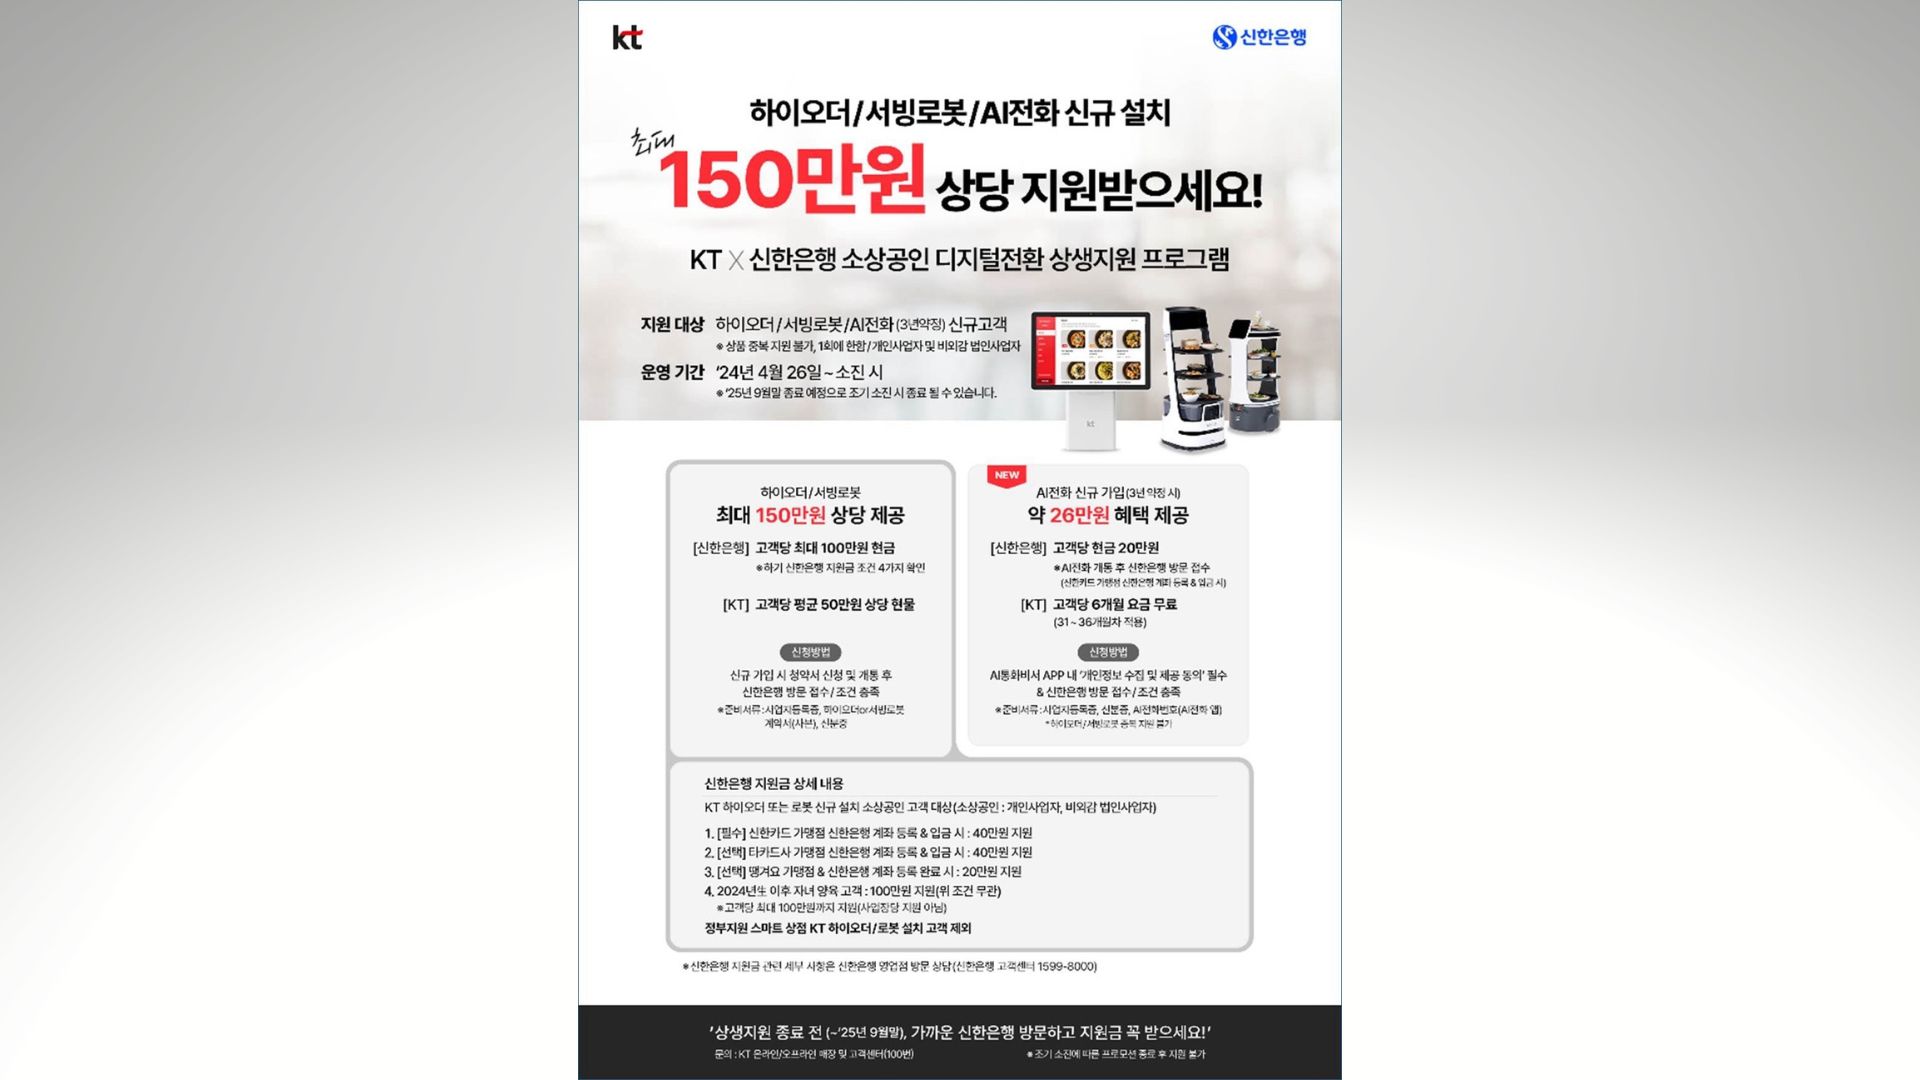 kt
신한은행
하이오더/서빙로봇/AI전화 신규 설치
최대
150만원 상당 지원받으세요!
KT X 신한은행 소상공인 디지털전환 상생지원 프로그램
지원 대상 하이오더/서빙로봇/AI전화 (3년약정) 신규고객
※ 상품 중복 지원 불가, 1회에 한함/개인사업자 및 비외감 법인사업자
운영 기간 '24년 4월 26일 ~ 소진 시
※ '25년 9월말 종료 예정으로 조기 소진 시 종료 될 수 있습니다.
kt
하이오더/서빙로봇
최대 150만원 상당 제공
[신한은행] 고객당 최대 100만원 현금
※하기 신한은행 지원금 조건 4가지 확인
[KT] 고객당 평균 50만원 상당 현물
신청방법
신규 가입 시 청약서 신청 및 개통 후
신한은행 방문 접수/조건 충족
※준비서류:사업자등록증, 하이오더or서빙로봇
계약서(사본), 신분증
NEW
AI전화 신규 가입(3년 약정 시)
약 26만원 혜택 제공
[신한은행] 고객당 현금 20만원
※AI전화 개통 후 신한은행 방문 접수
(신한카드 가맹점 신한은행 계좌 등록 & 입금 시)
[KT] 고객당 6개월 요금 무료
(31~36개월차 적용)
신청방법
AI통화비서 APP 내 '개인정보 수집 및 제공 동의' 필수
& 신한은행 방문 접수/조건 충족
※준비서류:사업자등록증, 신분증, AI전화번호(AI전화 앱)
*하이오더/서빙로봇 중복 지원 불가
신한은행 지원금 상세 내용
KT 하이오더 또는 로봇 신규 설치 소상공인 고객 대상(소상공인 : 개인사업자, 비외감 법인사업자)
1. [필수] 신한카드 가맹점 신한은행 계좌 등록 & 입금 시 : 40만원 지원
2. [선택] 타카드사 가맹점 신한은행 계좌 등록 & 입금 시 : 40만원 지원
3. [선택] 땡겨요 가맹점 & 신한은행 계좌 등록 완료 시 : 20만원 지원
4. 2024년生 이후 자녀 양육 고객 : 100만원 지원(위 조건 무관)
※고객당 최대 100만원까지 지원(사업장당 지원 아님)
정부지원 스마트 상점 KT 하이오더/로봇 설치 고객 제외
※신한은행 지원금 관련 세부 사항은 신한은행 영업점 방문 상담(신한은행 고객센터 1599-8000)
'상생지원 종료 전 (~'25년 9월말), 가까운 신한은행 방문하고 지원금 꼭 받으세요!'
문의 : KT 온라인/오프라인 매장 및 고객센터(100번)
※ 조기 소진에 따른 프로모션 종료 후 지원 불가